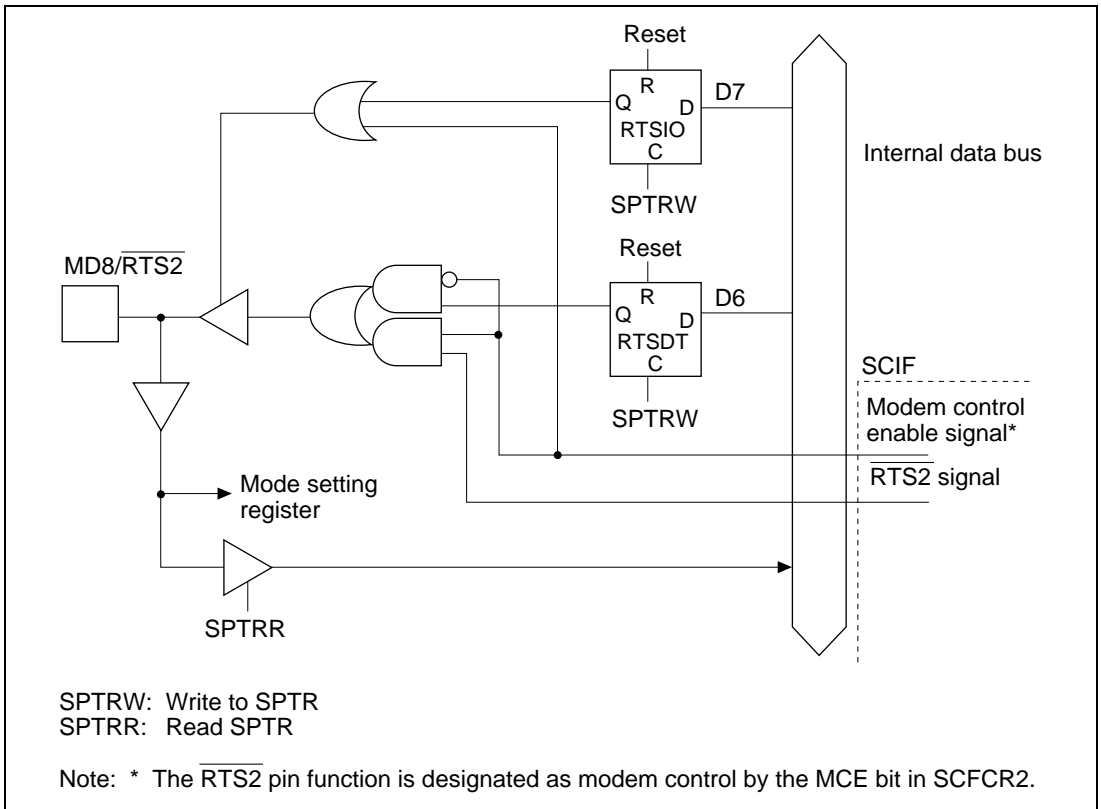 Reset
R
Q
D
RTSIO
C
D7
SPTRW
Internal data bus
MD8/RTS2
Reset
R
Q
D
RTSDT
C
D6
SPTRW
SCIF
Modem control
enable signal*
RTS2 signal
Mode setting
register
SPTRR
SPTRW: Write to SPTR
SPTRR: Read SPTR
Note: * The RTS2 pin function is designated as modem control by the MCE bit in SCFCR2.